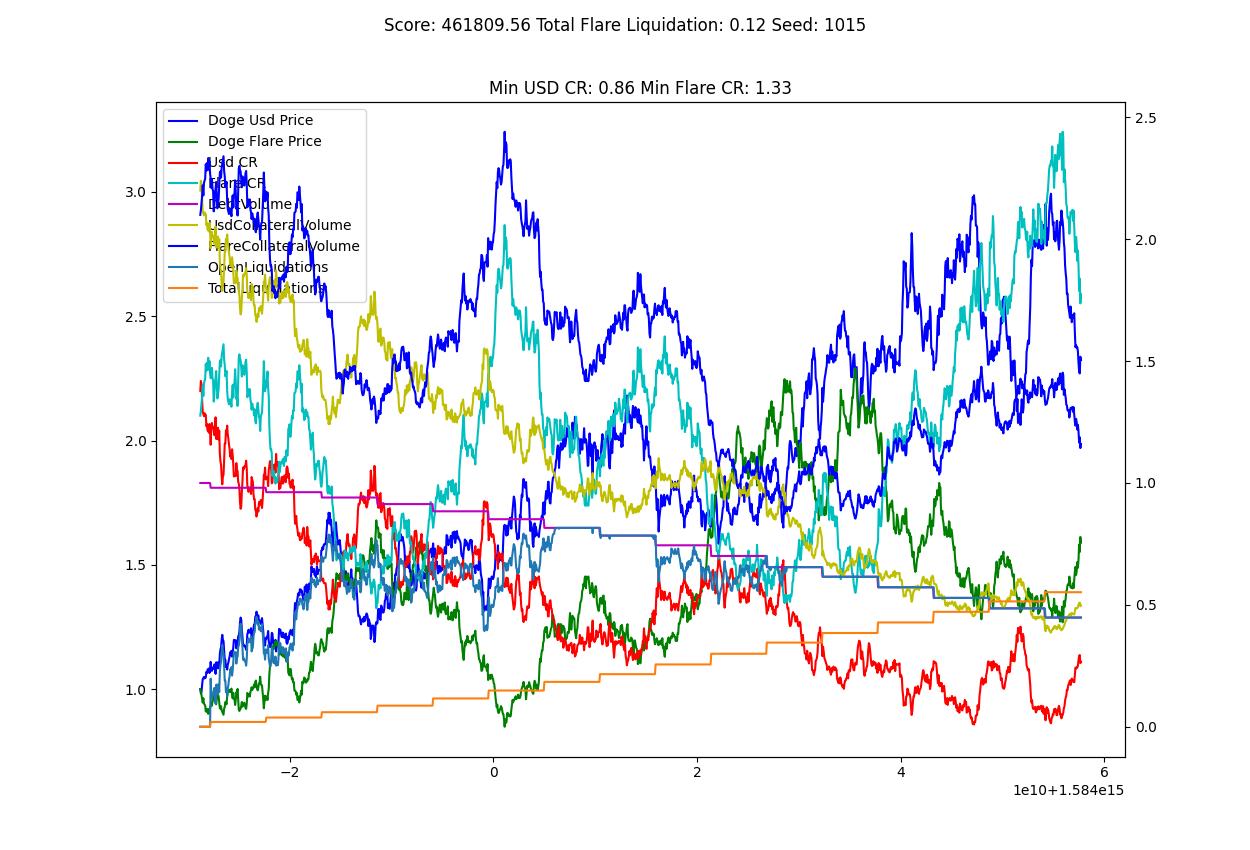 Score: 461809.56 Total Flare Liquidation: 0.12 Seed: 1015
Min USD CR: 0.86 Min Flare CR: 1.33
Doge Usd Price
Doge Flare Price
Usd CR
Flare CR
DebtVolume
UsdCollateralVolume
FlareCollateralVolume
OpenLiquidations
TotalLiquidations
3.0
2.5
2.0
1.5
1.0
2.5
2.0
1.5
1.0
0.5
0.0
−2
0
2
4
6
1e10+1.584e15